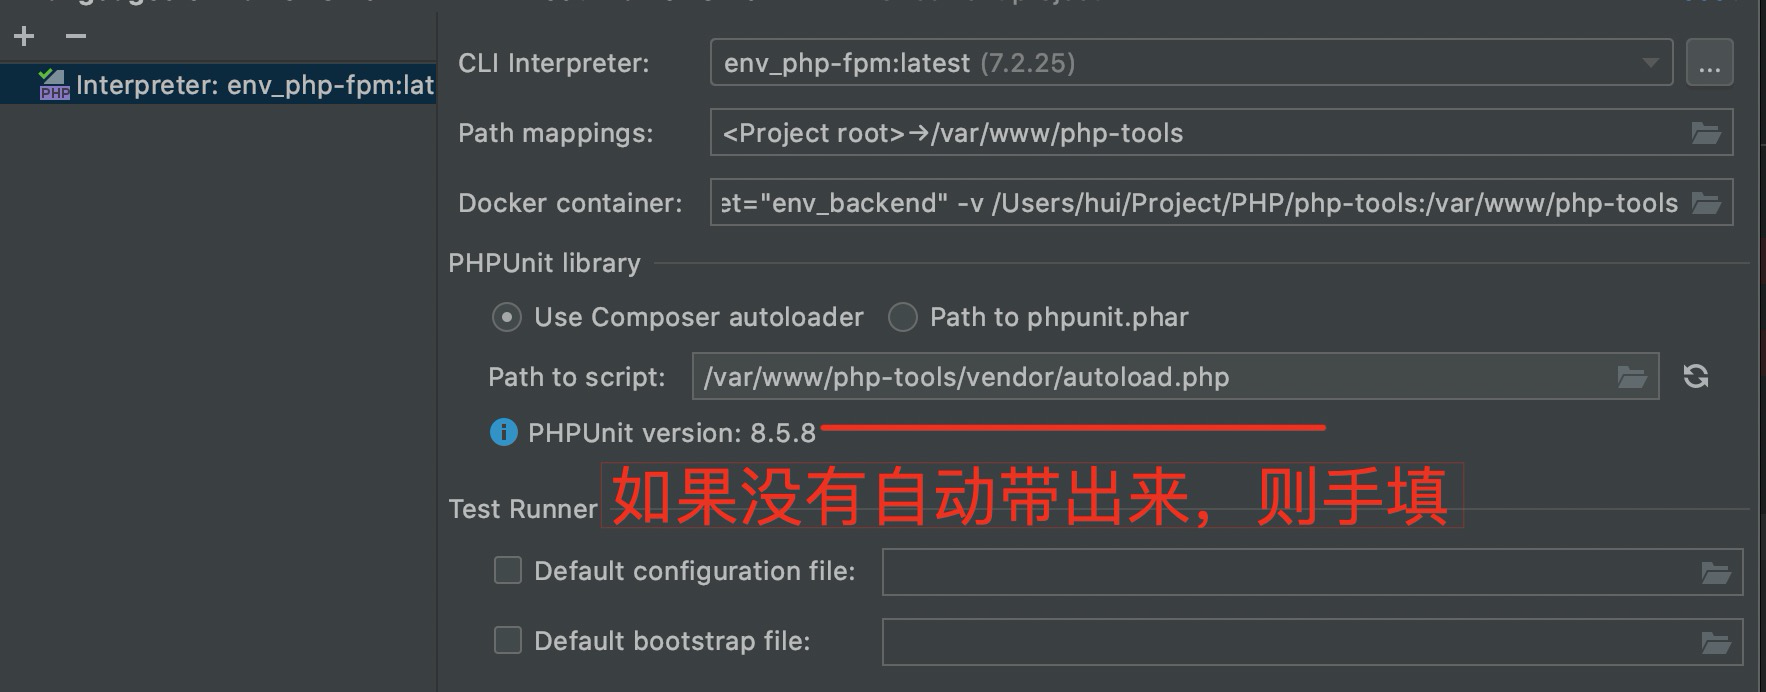 Interpreter: env_php-fpm:lat
CLI Interpreter: env_php-fpm:latest (7.2.25) ...
Path mappings: <Project root>→/var/www/php-tools
Docker container: et="env_backend" -v /Users/hui/Project/PHP/php-tools:/var/www/php-tools
PHPUnit library
Use Composer autoloader Path to phpunit.phar
Path to script: /var/www/php-tools/vendor/autoload.php
PHPUnit version: 8.5.8
如果没有自动带出来，则手填
Test Runner
Default configuration file:
Default bootstrap file: